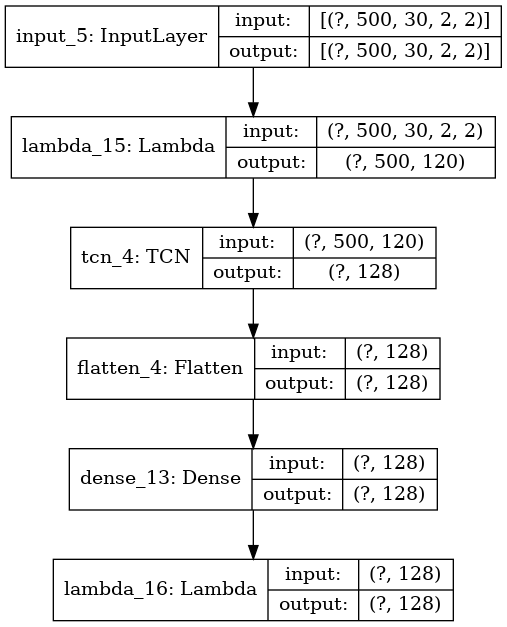 input_5: InputLayer
input:
[(?, 500, 30, 2, 2)]
output:
[(?, 500, 30, 2, 2)]
lambda_15: Lambda
input:
(?, 500, 30, 2, 2)
output:
(?, 500, 120)
tcn_4: TCN
input:
(?, 500, 120)
output:
(?, 128)
flatten_4: Flatten
input:
(?, 128)
output:
(?, 128)
dense_13: Dense
input:
(?, 128)
output:
(?, 128)
lambda_16: Lambda
input:
(?, 128)
output:
(?, 128)